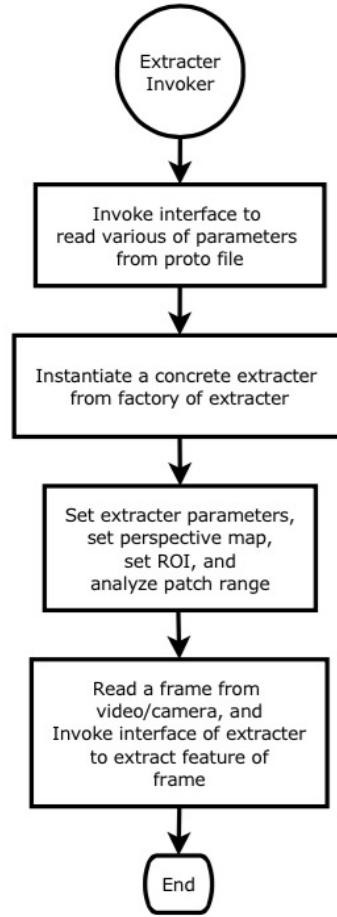 Extracter
Invoker
Invoke interface to
read various of parameters
from proto file
Instantiate a concrete extracter
from factory of extracter
Set extracter parameters,
set perspective map,
set ROI, and
analyze patch range
Read a frame from
video/camera, and
Invoke interface of extracter
to extract feature of
frame
End